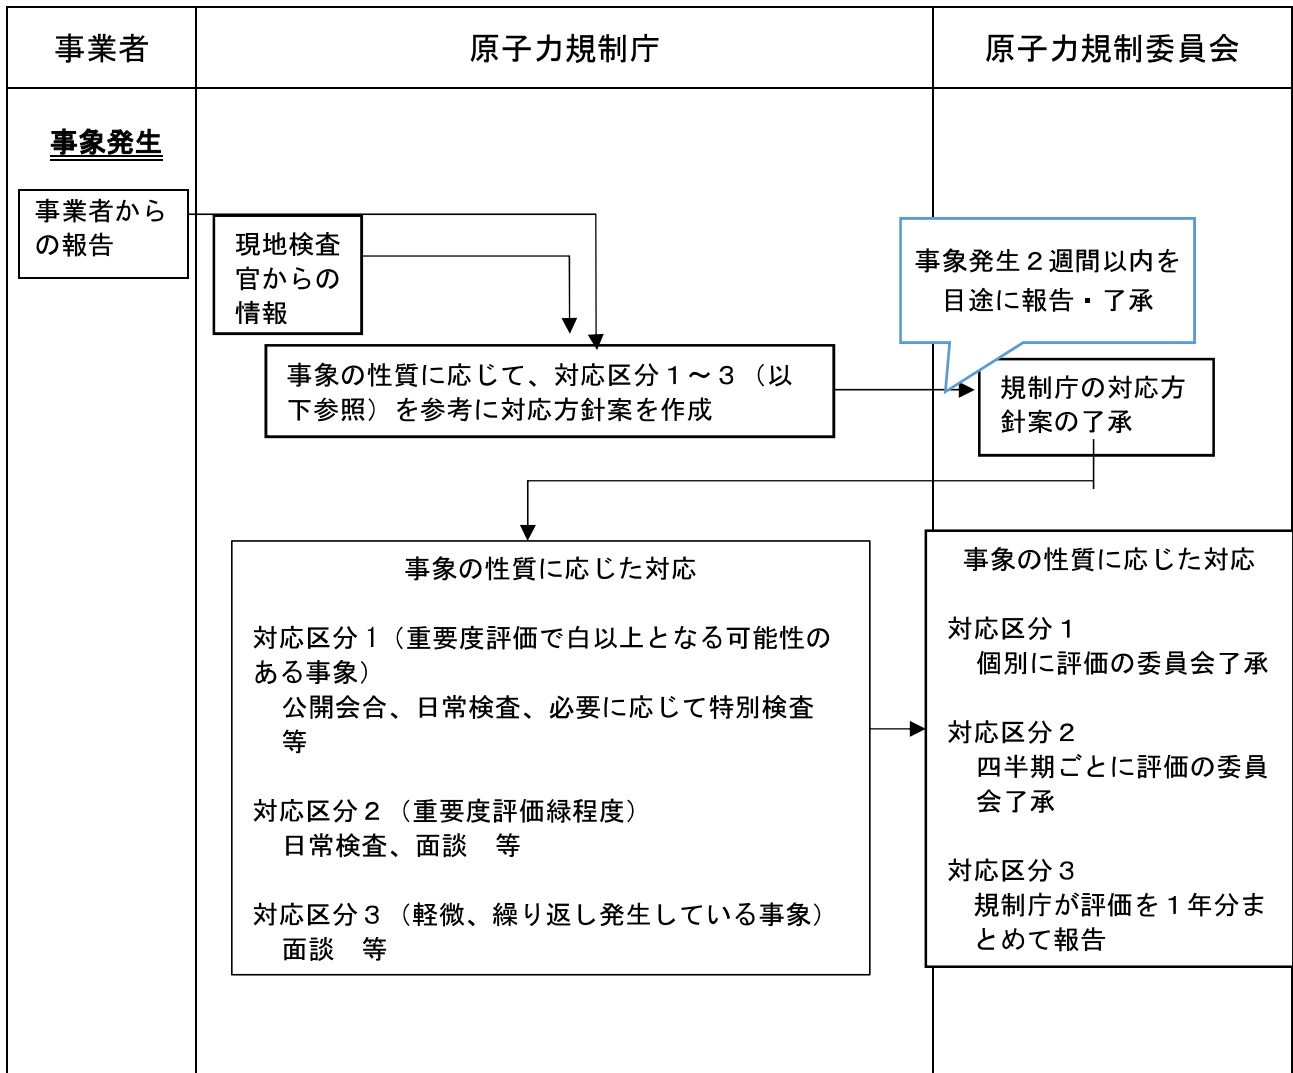 事業者
原子力規制庁
原子力規制委員会
事象発生
事業者から
の報告
現地検査
官からの
情報
事象発生２週間以内を
目途に報告・了承
事象の性質に応じて、対応区分１～３（以
下参照）を参考に対応方針案を作成
規制庁の対応方
針案の了承
事象の性質に応じた対応
対応区分１（重要度評価で白以上となる可能性の
ある事象）
公開会合、日常検査、必要に応じて特別検査
等
対応区分２（重要度評価緑程度）
日常検査、面談　等
対応区分３（軽微、繰り返し発生している事象）
面談　等
事象の性質に応じた対応
対応区分１
個別に評価の委員会了承
対応区分２
四半期ごとに評価の委員
会了承
対応区分３
規制庁が評価を１年分ま
とめて報告